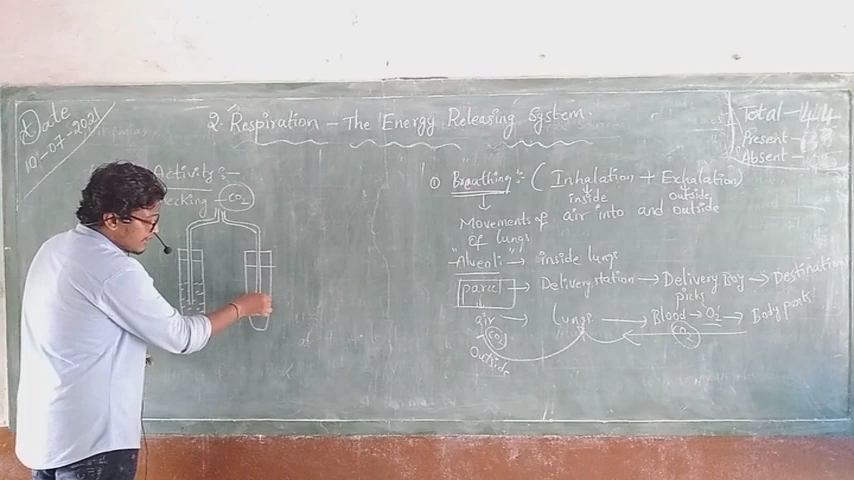 Date
10-07-2021
2. Respiration - The Energy Releasing System.
Total - 44
Present -
Absent -
Activity :-
ecking - CO2
① Breathing :- ( Inhalation + Exhalation)
inside outside
Movements of air into and outside
of lungs
"Alveoli" → inside lungs
parcel → Delivery station → Delivery Boy → Destination
picks
air → Lungs → Blood → O2 → Body parts
CO2 CO2
Outside